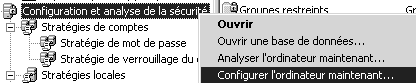 Configuration et analyse de la sécurité
Groupes restreints
Stratégies de comptes
Stratégie de mot de passe
Stratégie de verrouillage du
Stratégies locales
Ouvrir
Ouvrir une base de données...
Analyser l'ordinateur maintenant...
Configurer l'ordinateur maintenant...